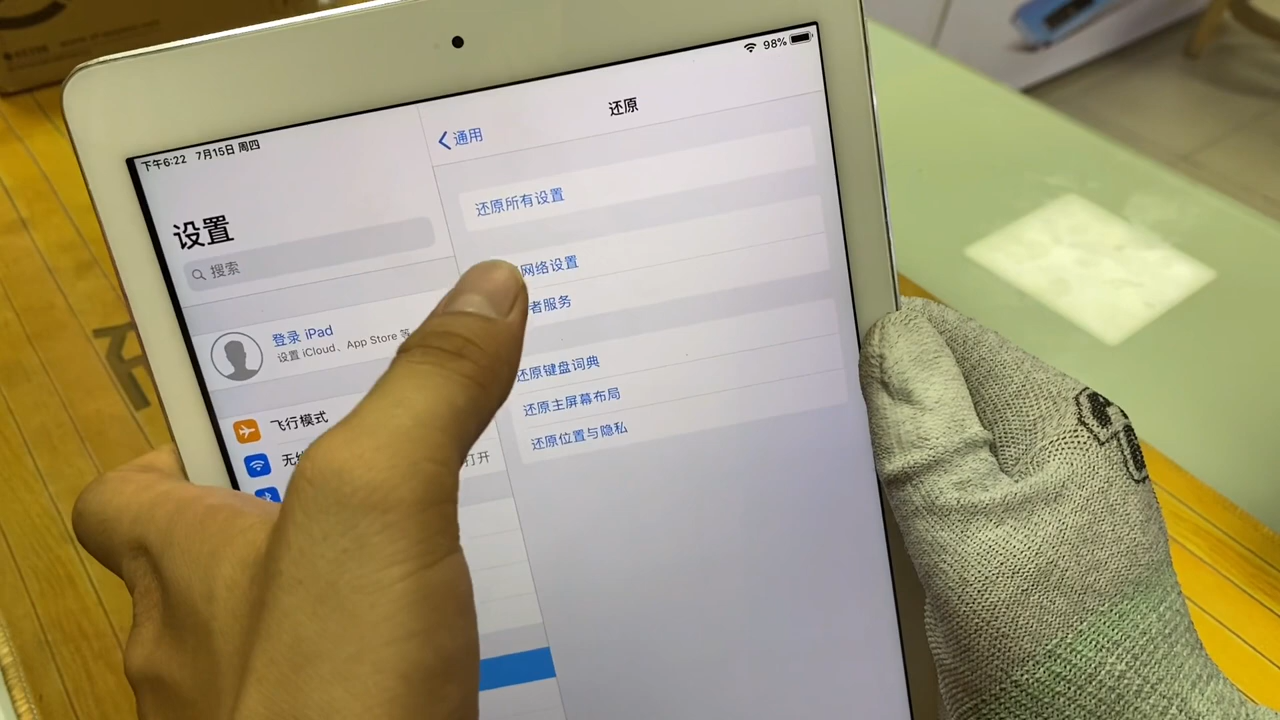 下午6:22 7月15日 周四
98%
设置
搜索
登录 iPad
设置 iCloud、App Store
飞行模式
打开
通用
还原
还原所有设置
网络设置
者服务
还原键盘词典
还原主屏幕布局
还原位置与隐私